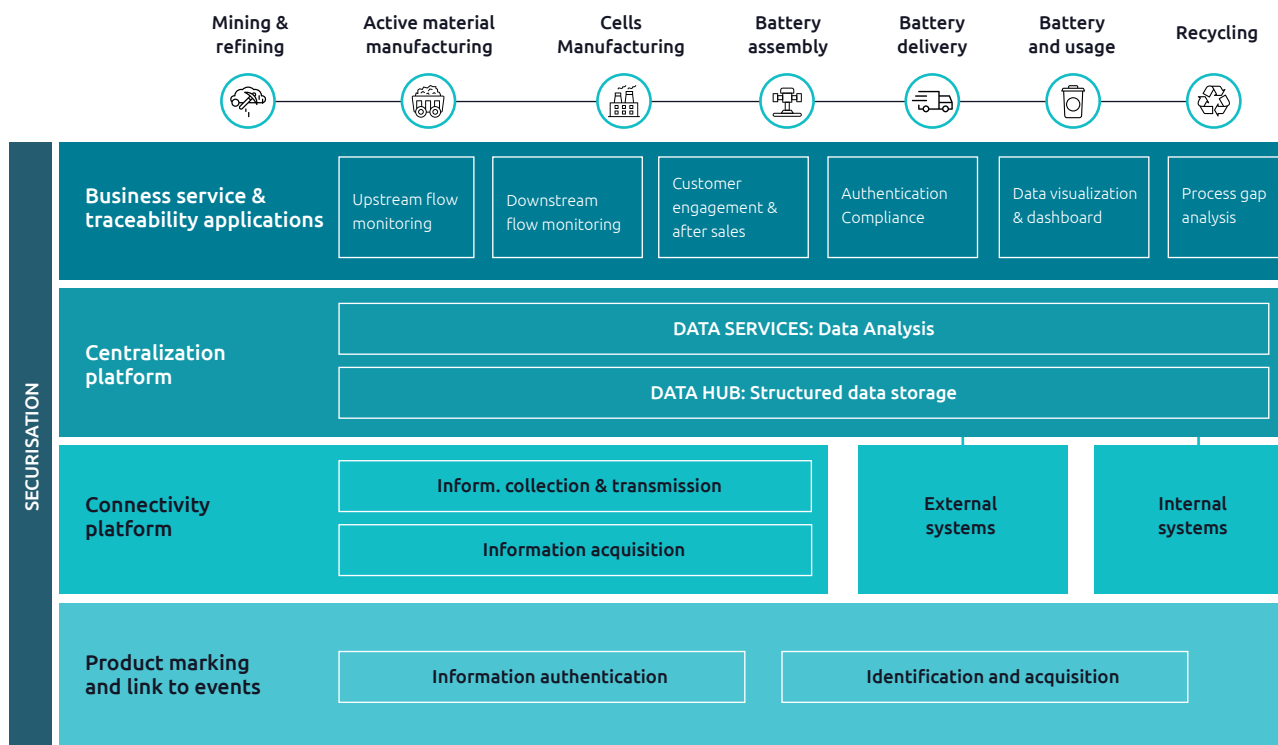 Mining &
refining
Active material
manufacturing
Cells
Manufacturing
Battery
assembly
Battery
delivery
Battery
and usage
Recycling
SECURISATION
Business service &
traceability applications
Upstream flow
monitoring
Downstream
flow monitoring
Customer
engagement &
after sales
Authentication
Compliance
Data visualization
& dashboard
Process gap
analysis
Centralization
platform
DATA SERVICES: Data Analysis
DATA HUB: Structured data storage
Connectivity
platform
Inform. collection & transmission
Information acquisition
External
systems
Internal
systems
Product marking
and link to events
Information authentication
Identification and acquisition